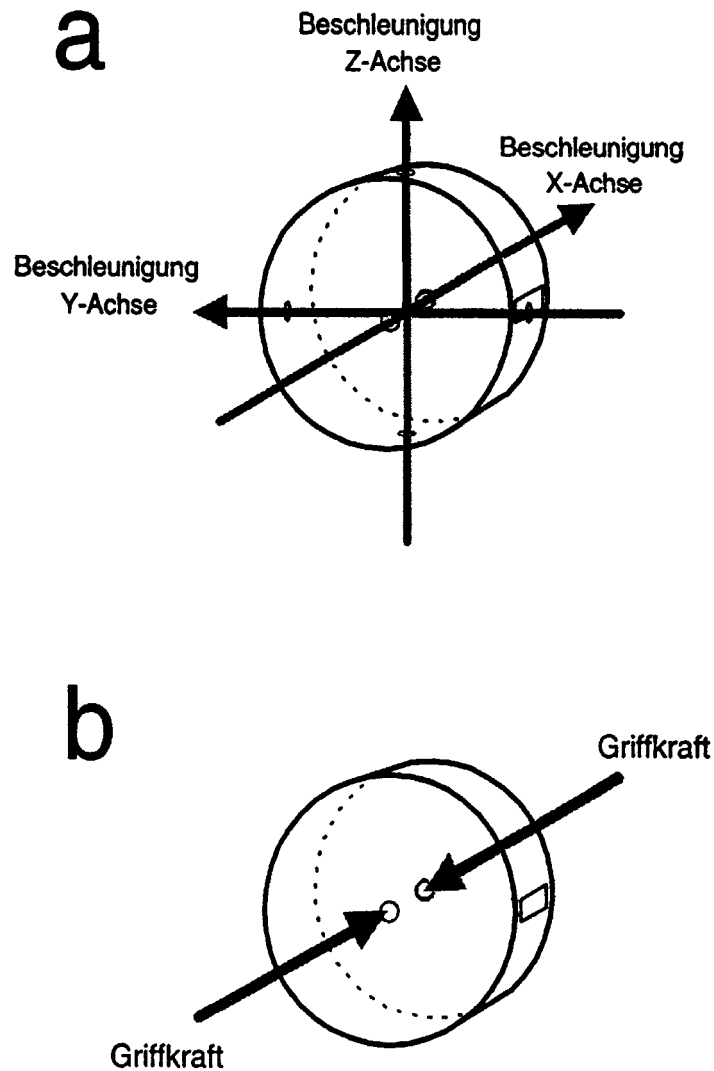 a
Beschleunigung
Z-Achse
Beschleunigung
X-Achse
Beschleunigung
Y-Achse
b
Griffkraft
Griffkraft